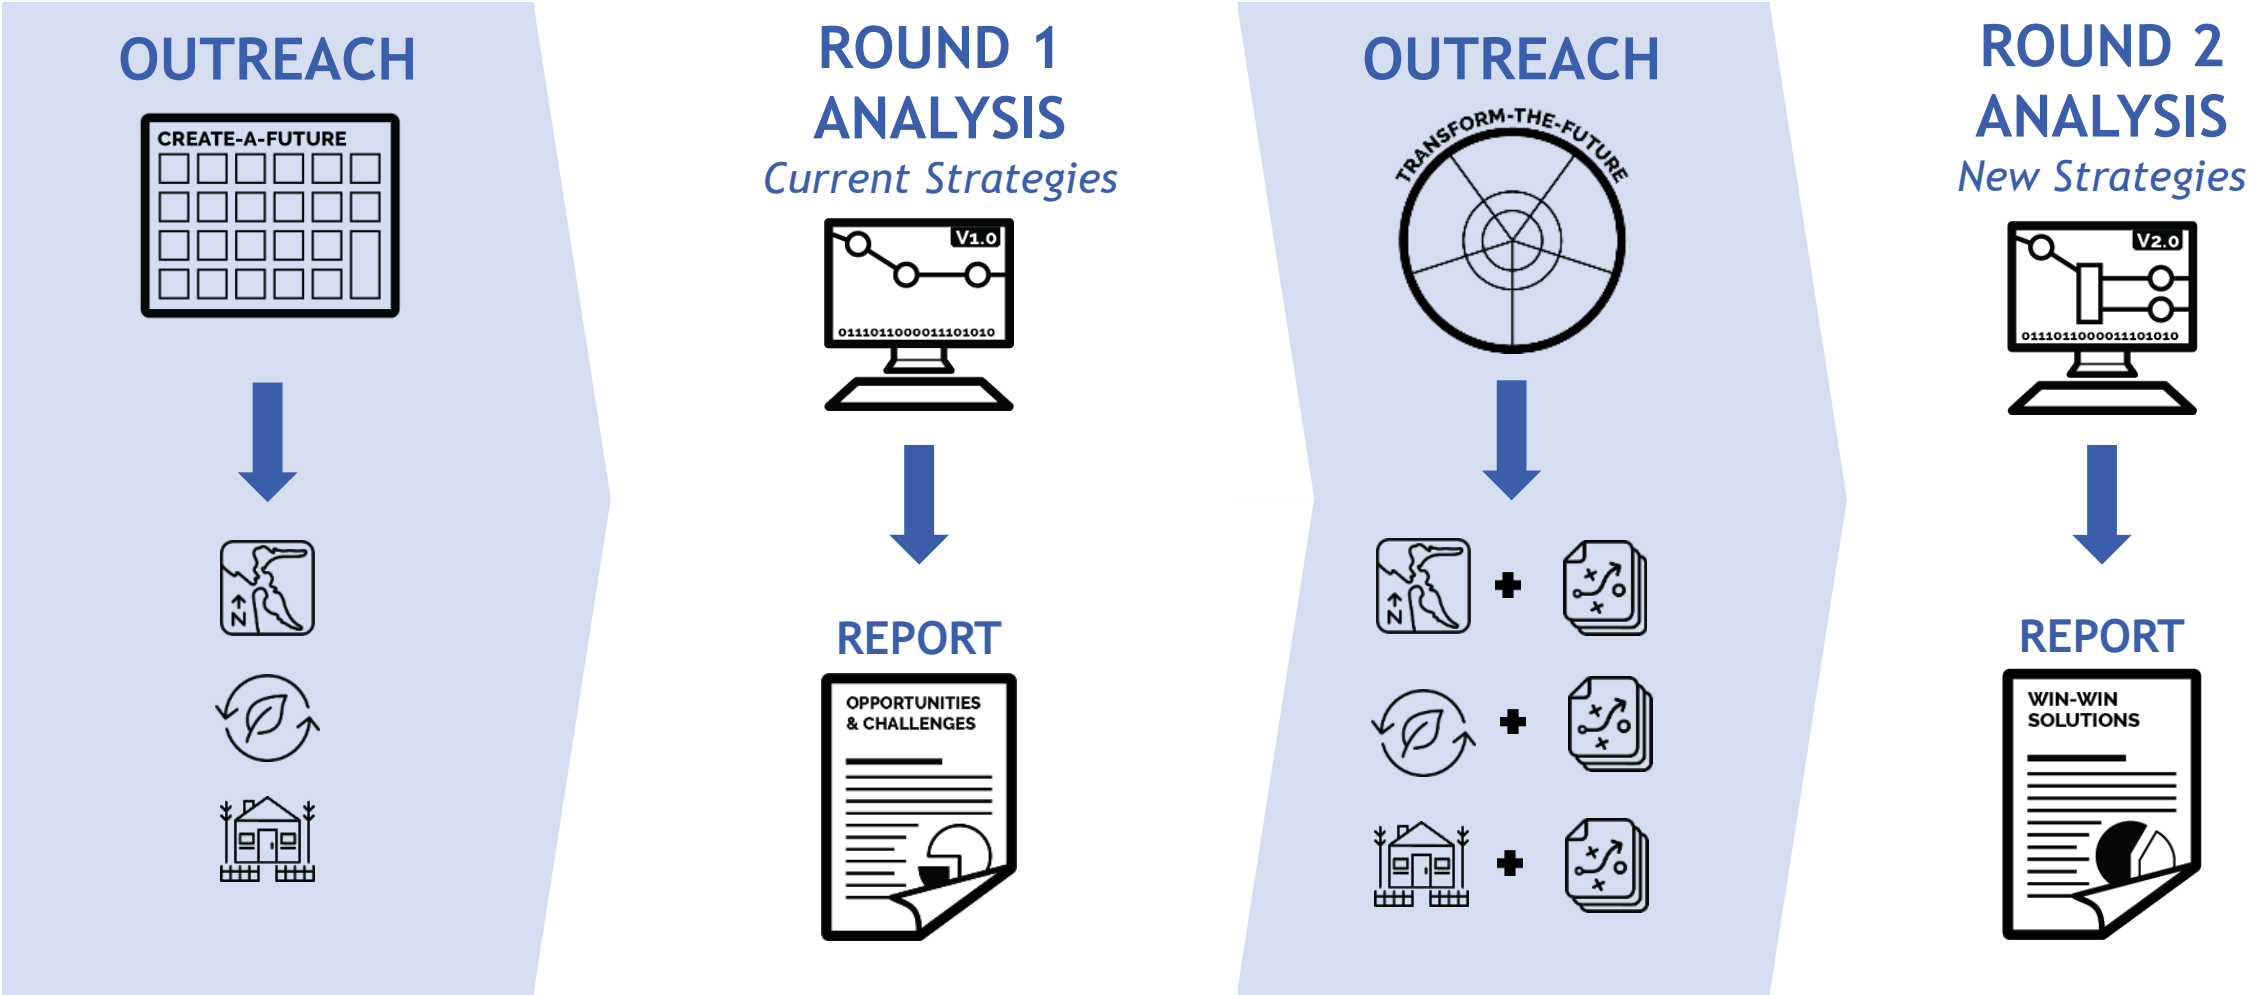 OUTREACH
CREATE-A-FUTURE
N
ROUND 1
ANALYSIS
Current Strategies
V1.0
0111011000011101010
REPORT
OPPORTUNITIES
& CHALLENGES
OUTREACH
TRANSFORM-THE-FUTURE
N
ROUND 2
ANALYSIS
New Strategies
V2.0
0111011000011101010
REPORT
WIN-WIN
SOLUTIONS